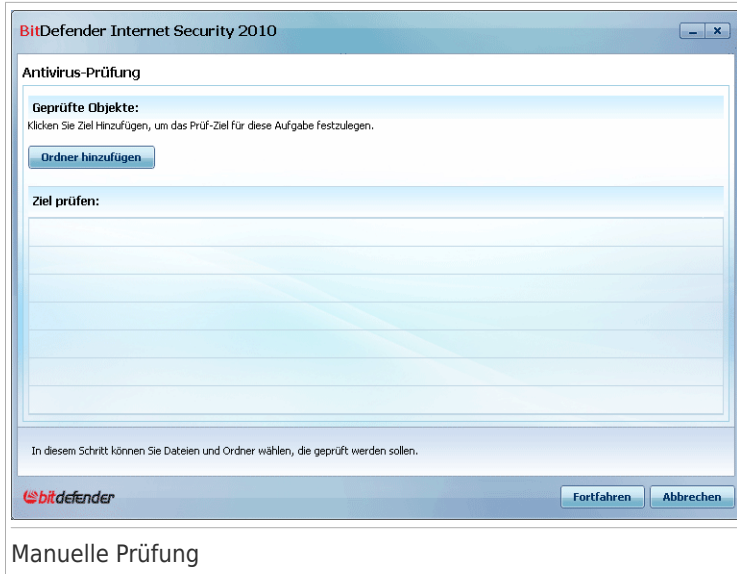 BitDefender Internet Security 2010
Antivirus-Prüfung
Geprüfte Objekte:
Klicken Sie Ziel Hinzufügen, um das Prüf-Ziel für diese Aufgabe festzulegen.
Ordner hinzufügen
Ziel prüfen:
In diesem Schritt können Sie Dateien und Ordner wählen, die geprüft werden sollen.
bitdefender
Fortfahren Abbrechen
Manuelle Prüfung